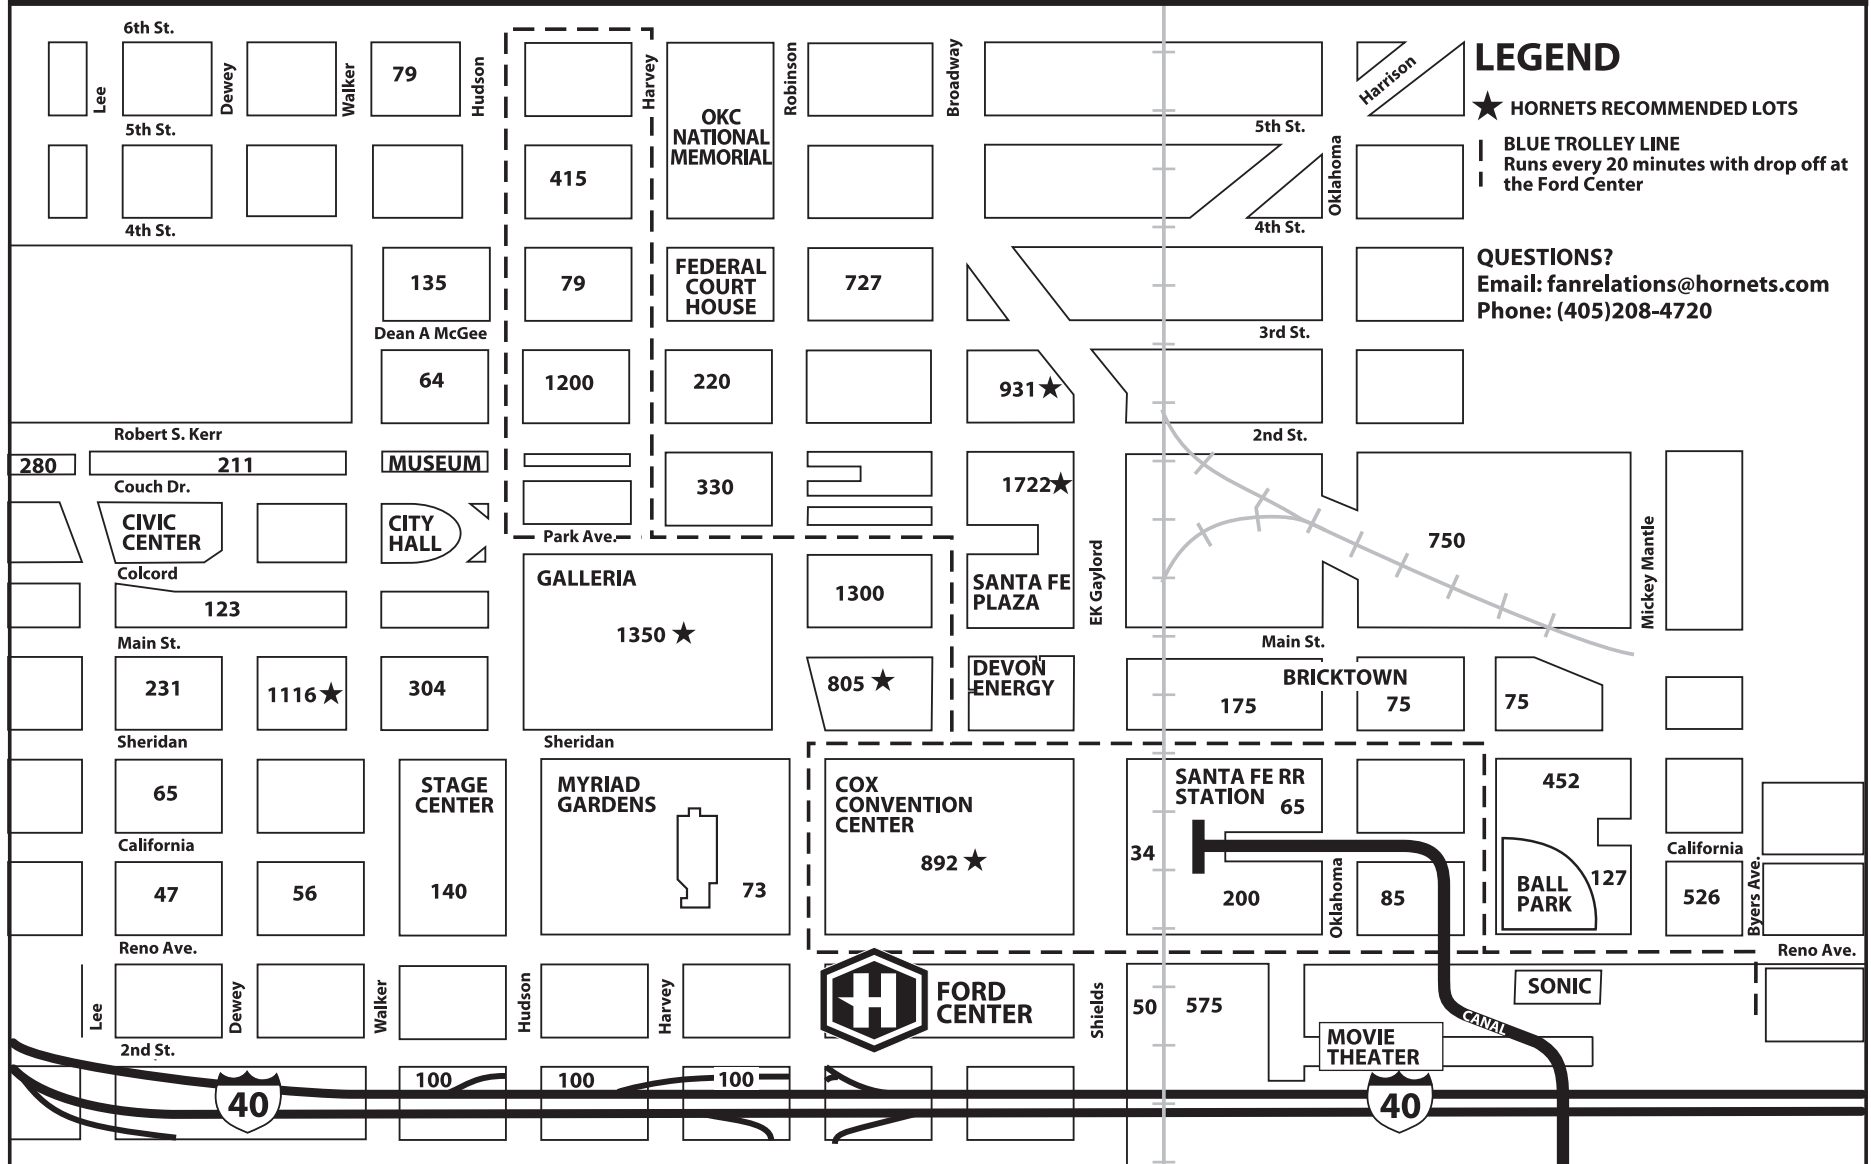 6th St.
Lee
Dewey
Walker
79
Hudson
Harvey
OKC
NATIONAL
MEMORIAL
Robinson
Broadway
Harrison
LEGEND
★ HORNETS RECOMMENDED LOTS
BLUE TROLLEY LINE
Runs every 20 minutes with drop off at
the Ford Center
5th St.
5th St.
415
Oklahoma
4th St.
4th St.
135
79
FEDERAL
COURT
HOUSE
727
QUESTIONS?
Email: fanrelations@hornets.com
Phone: (405)208-4720
Dean A McGee
3rd St.
64
1200
220
931 ★
Robert S. Kerr
2nd St.
280
211
MUSEUM
330
1722 ★
Couch Dr.
CIVIC
CENTER
CITY
HALL
Park Ave.
750
EK Gaylord
Mickey Mantle
Colcord
GALLERIA
1300
SANTA FE
PLAZA
123
1350 ★
Main St.
Main St.
231
1116 ★
304
805 ★
DEVON
ENERGY
BRICKTOWN
175
75
75
Sheridan
Sheridan
65
STAGE
CENTER
MYRIAD
GARDENS
COX
CONVENTION
CENTER
SANTA FE RR
STATION
65
452
California
California
892 ★
34
47
56
140
73
200
Oklahoma
85
BALL
PARK
127
526
Byers Ave.
Reno Ave.
Reno Ave.
Lee
Dewey
Walker
Hudson
Harvey
H
FORD
CENTER
Shields
50
575
SONIC
CANAL
MOVIE
THEATER
2nd St.
100
100
100
40
40